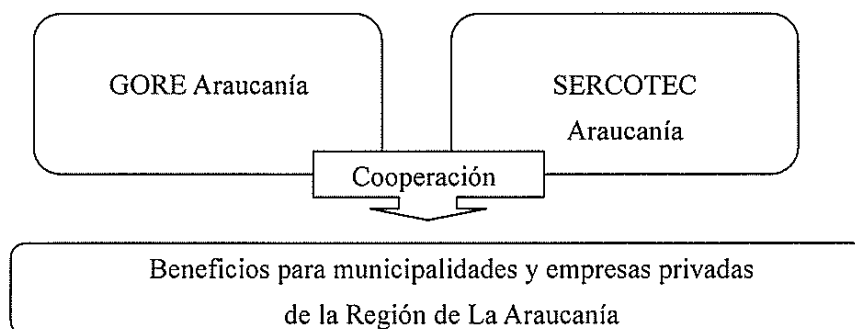 GORE Araucanía
SERCOTEC
Araucanía
Cooperación
Beneficios para municipalidades y empresas privadas
de la Región de La Araucanía